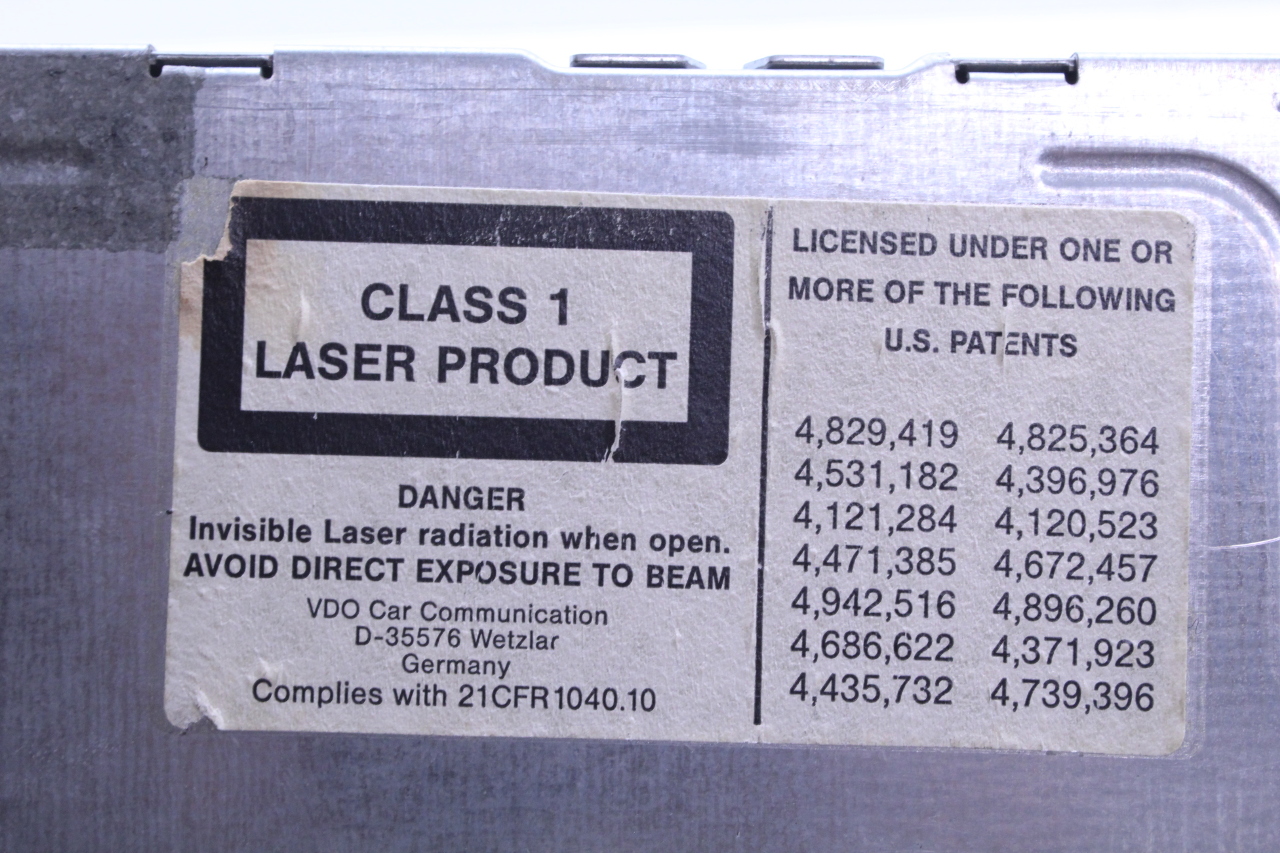 CLASS 1
LASER PRODUCT
DANGER
Invisible Laser radiation when open.
AVOID DIRECT EXPOSURE TO BEAM
VDO Car Communication
D-35576 Wetzlar
Germany
Complies with 21CFR1040.10
LICENSED UNDER ONE OR
MORE OF THE FOLLOWING
U.S. PATENTS
4,829,419 4,825,364
4,531,182 4,396,976
4,121,284 4,120,523
4,471,385 4,672,457
4,942,516 4,896,260
4,686,622 4,371,923
4,435,732 4,739,396